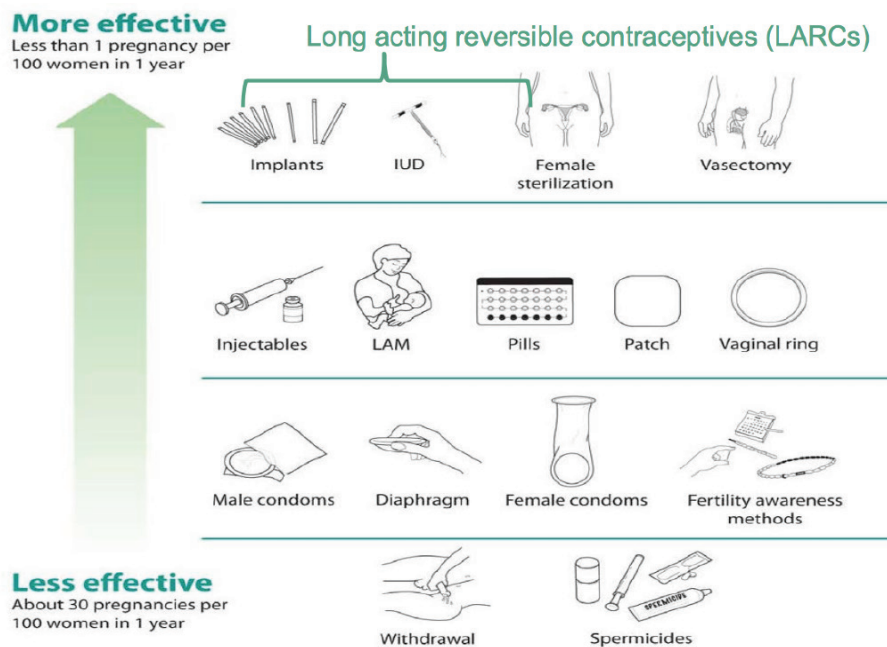 More effective
Less than 1 pregnancy per
100 women in 1 year
Long acting reversible contraceptives (LARCs)
Implants
IUD
Female
sterilization
Vasectomy
Injectables
LAM
Pills
Patch
Vaginal ring
Male condoms
Diaphragm
Female condoms
Fertility awareness
methods
Less effective
About 30 pregnancies per
100 women in 1 year
Withdrawal
SPERMICIDE
Spermicides